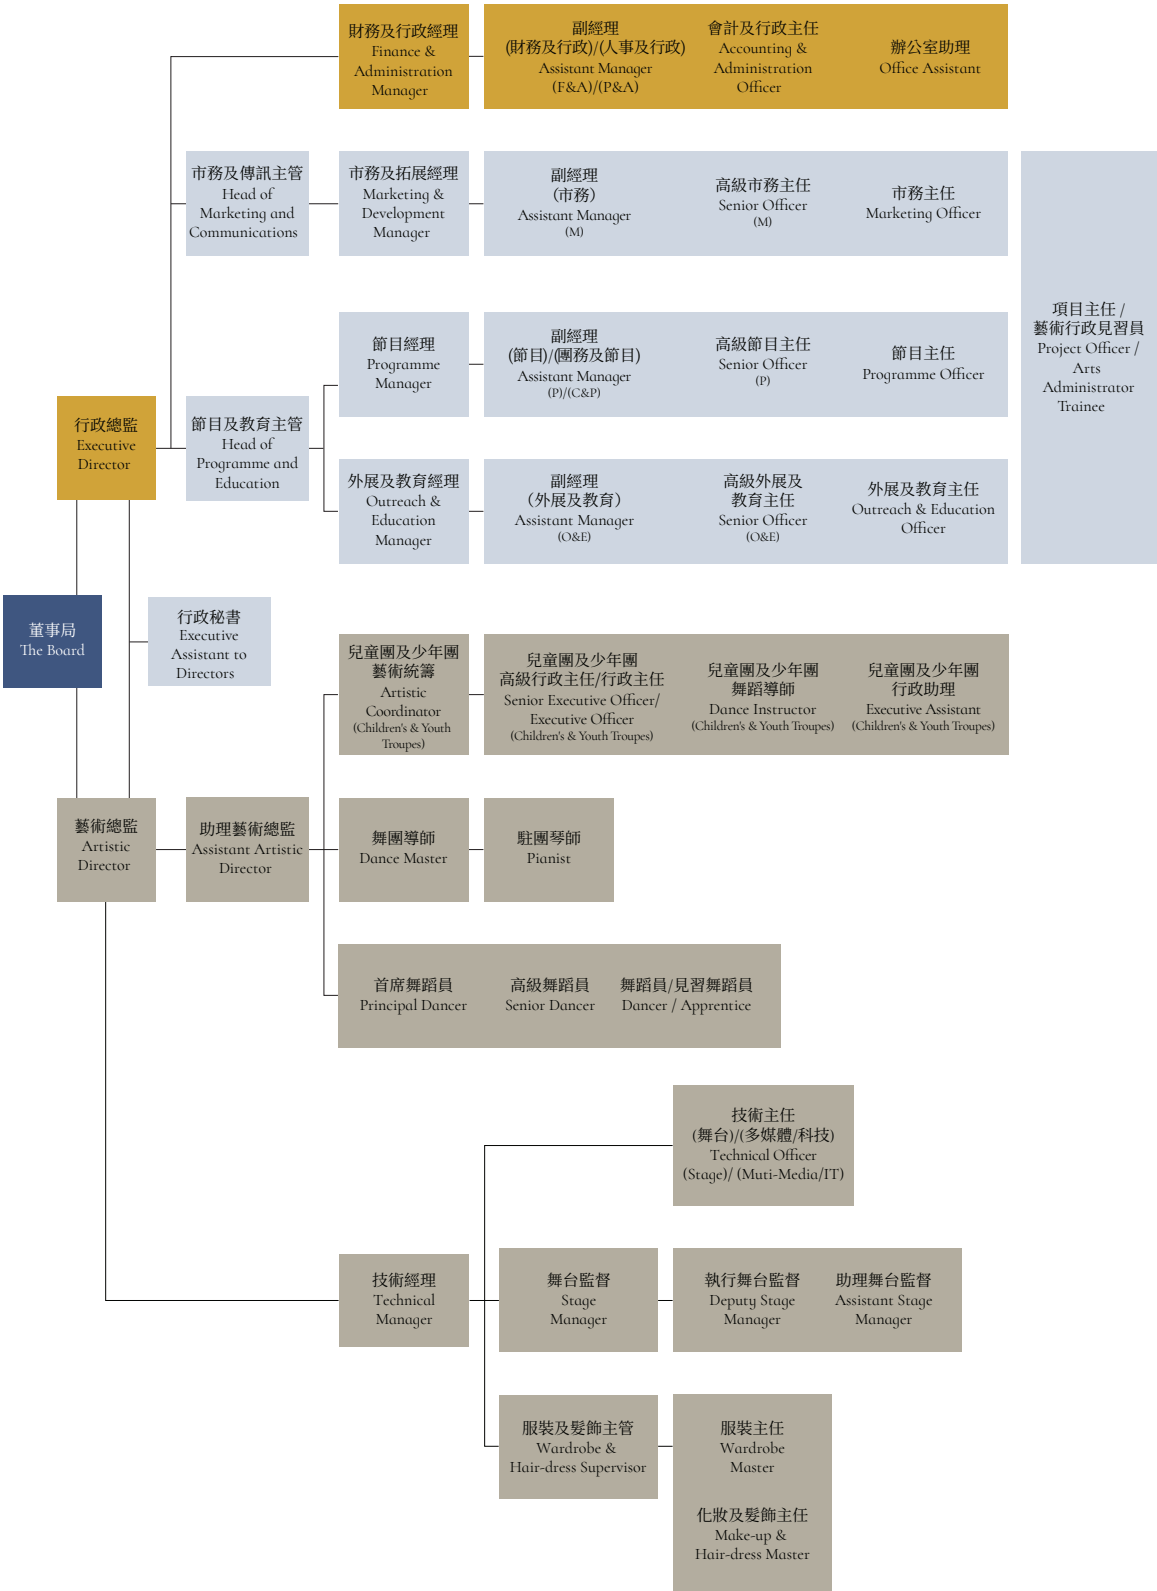 財務及行政經理
Finance &
Administration
Manager
副經理
(財務及行政)/(人事及行政)
Assistant Manager
(F&A)/(P&A)
會計及行政主任
Accounting &
Administration
Officer
辦公室助理
Office Assistant
市務及傳訊主管
Head of
Marketing and
Communications
市務及拓展經理
Marketing &
Development
Manager
副經理
（市務）
Assistant Manager
(M)
高級市務主任
Senior Officer
(M)
市務主任
Marketing Officer
項目主任 /
藝術行政見習員
Project Officer /
Arts
Administrator
Trainee
節目經理
Programme
Manager
副經理
(節目)/(團務及節目)
Assistant Manager
(P)/(C&P)
高級節目主任
Senior Officer
(P)
節目主任
Programme Officer
行政總監
Executive
Director
節目及教育主管
Head of
Programme and
Education
外展及教育經理
Outreach &
Education
Manager
副經理
（外展及教育）
Assistant Manager
(O&E)
高級外展及
教育主任
Senior Officer
(O&E)
外展及教育主任
Outreach & Education
Officer
董事局
The Board
行政秘書
Executive
Assistant to
Directors
兒童團及少年團
藝術統籌
Artistic
Coordinator
(Children's & Youth
Troupes)
兒童團及少年團
高級行政主任/行政主任
Senior Executive Officer/
Executive Officer
(Children's & Youth Troupes)
兒童團及少年團
舞蹈導師
Dance Instructor
(Children's & Youth Troupes)
兒童團及少年團
行政助理
Executive Assistant
(Children's & Youth Troupes)
藝術總監
Artistic
Director
助理藝術總監
Assistant Artistic
Director
舞團導師
Dance Master
駐團琴師
Pianist
首席舞蹈員
Principal Dancer
高級舞蹈員
Senior Dancer
舞蹈員/見習舞蹈員
Dancer / Apprentice
技術主任
(舞台)/(多媒體/科技)
Technical Officer
(Stage)/ (Muti-Media/IT)
技術經理
Technical
Manager
舞台監督
Stage
Manager
執行舞台監督
Deputy Stage
Manager
助理舞台監督
Assistant Stage
Manager
服裝及髮飾主管
Wardrobe &
Hair-dress Supervisor
服裝主任
Wardrobe
Master
化妝及髮飾主任
Make-up &
Hair-dress Master